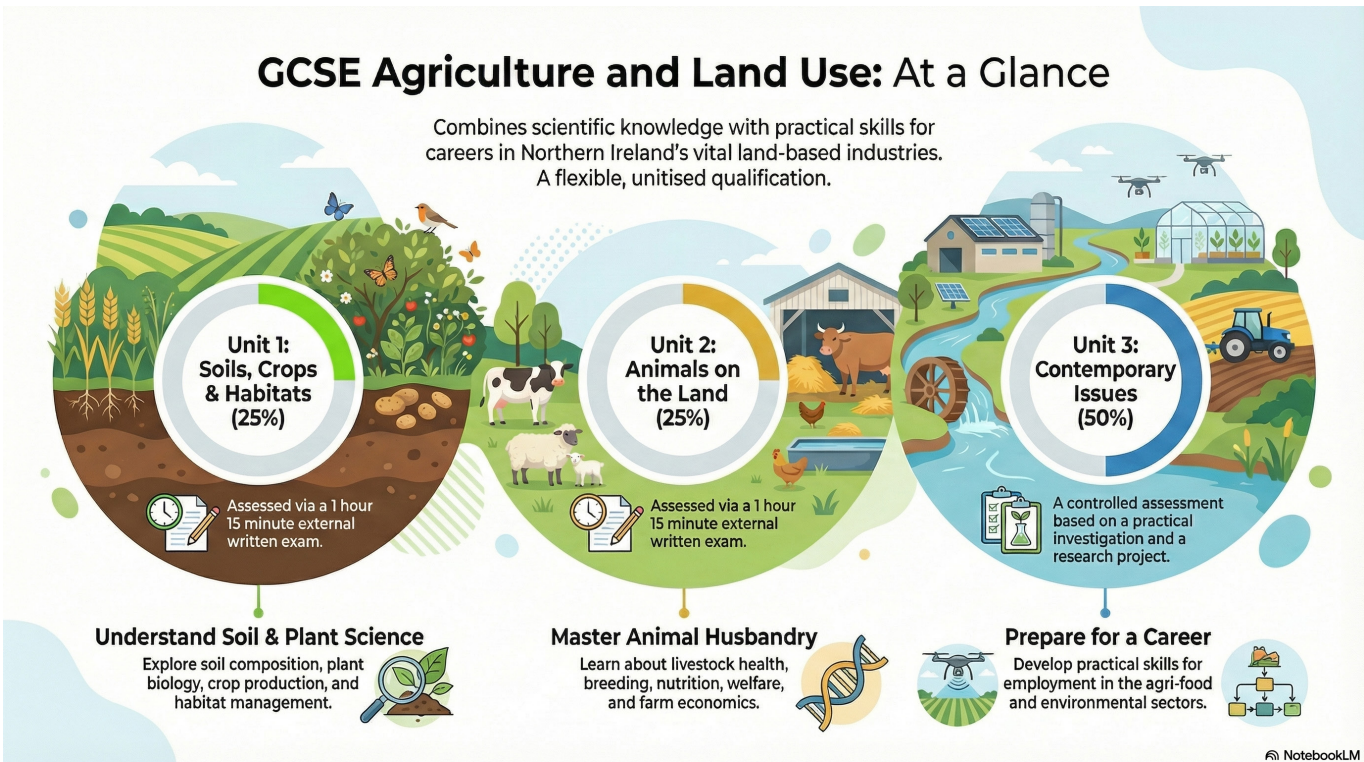 GCSE Agriculture and Land Use: At a Glance
Combines scientific knowledge with practical skills for
careers in Northern Ireland's vital land-based industries.
A flexible, unitised qualification.
Unit 1:
Soils, Crops
& Habitats
(25%)
Assessed via a 1 hour
15 minute external
written exam.
Understand Soil & Plant Science
Explore soil composition, plant
biology, crop production, and
habitat management.
Unit 2:
Animals on
the Land
(25%)
Assessed via a 1 hour
15 minute external
written exam.
Master Animal Husbandry
Learn about livestock health,
breeding, nutrition, welfare,
and farm economics.
Unit 3:
Contemporary
Issues
(50%)
A controlled assessment
based on a practical
investigation and a
research project.
Prepare for a Career
Develop practical skills for
employment in the agri-food
and environmental sectors.
NotebookLM